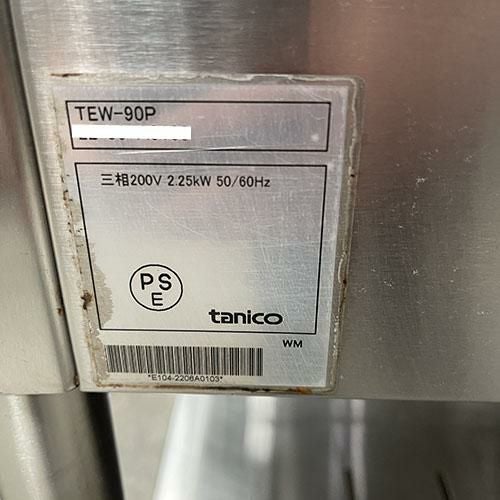 TEW-90P
三相200V 2.25kW 50/60Hz
PS
E
tanico
WM
*E104-2206A0103*